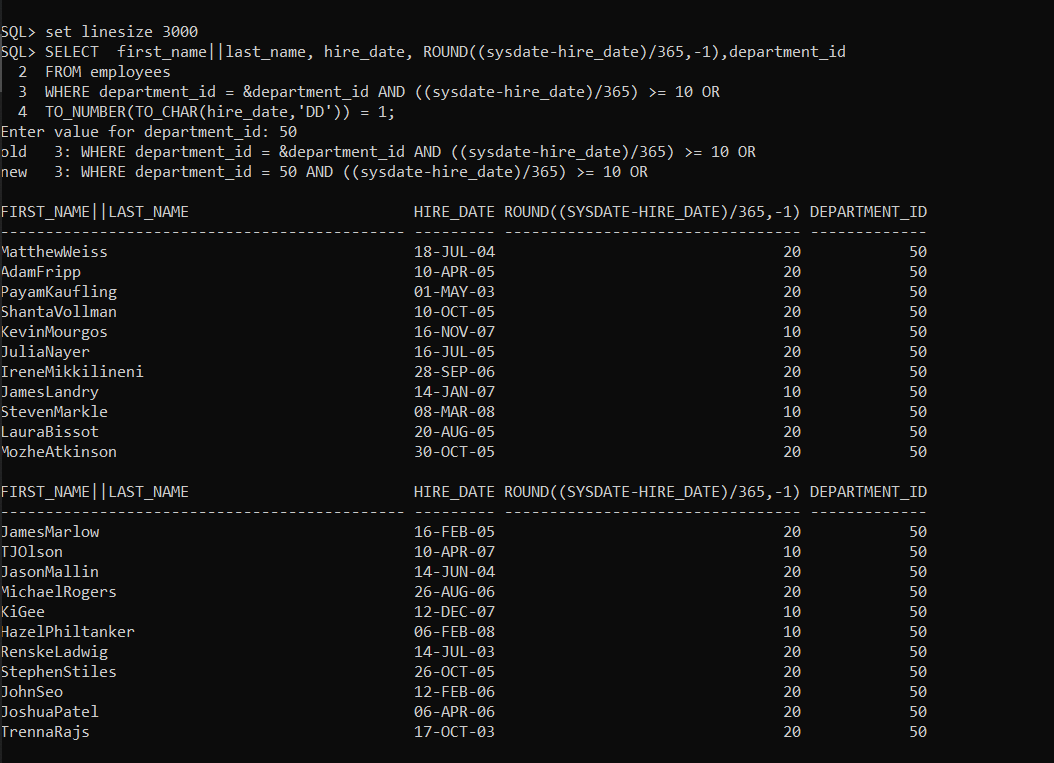 SQL> set linesize 3000
SQL> SELECT  first_name||last_name, hire_date, ROUND((sysdate-hire_date)/365,-1),department_id
  2  FROM employees
  3  WHERE department_id = &department_id AND ((sysdate-hire_date)/365) >= 10 OR
  4  TO_NUMBER(TO_CHAR(hire_date,'DD')) = 1;
Enter value for department_id: 50
old   3: WHERE department_id = &department_id AND ((sysdate-hire_date)/365) >= 10 OR
new   3: WHERE department_id = 50 AND ((sysdate-hire_date)/365) >= 10 OR
FIRST_NAME||LAST_NAME                         HIRE_DATE ROUND((SYSDATE-HIRE_DATE)/365,-1) DEPARTMENT_ID
--------------------------------------------- --------- --------------------------------- -------------
MatthewWeiss                                  18-JUL-04                                20            50
AdamFripp                                     10-APR-05                                20            50
PayamKaufling                                 01-MAY-03                                20            50
ShantaVollman                                 10-OCT-05                                20            50
KevinMourgos                                  16-NOV-07                                10            50
JuliaNayer                                    16-JUL-05                                20            50
IreneMikkilineni                              28-SEP-06                                20            50
JamesLandry                                   14-JAN-07                                10            50
StevenMarkle                                  08-MAR-08                                10            50
LauraBissot                                   20-AUG-05                                20            50
MozheAtkinson                                 30-OCT-05                                20            50
FIRST_NAME||LAST_NAME                         HIRE_DATE ROUND((SYSDATE-HIRE_DATE)/365,-1) DEPARTMENT_ID
--------------------------------------------- --------- --------------------------------- -------------
JamesMarlow                                   16-FEB-05                                20            50
TJOlson                                       10-APR-07                                10            50
JasonMallin                                   14-JUN-04                                20            50
MichaelRogers                                 26-AUG-06                                20            50
KiGee                                         12-DEC-07                                10            50
HazelPhiltanker                               06-FEB-08                                10            50
RenskeLadwig                                  14-JUL-03                                20            50
StephenStiles                                 26-OCT-05                                20            50
JohnSeo                                       12-FEB-06                                20            50
JoshuaPatel                                   06-APR-06                                20            50
TrennaRajs                                    17-OCT-03                                20            50